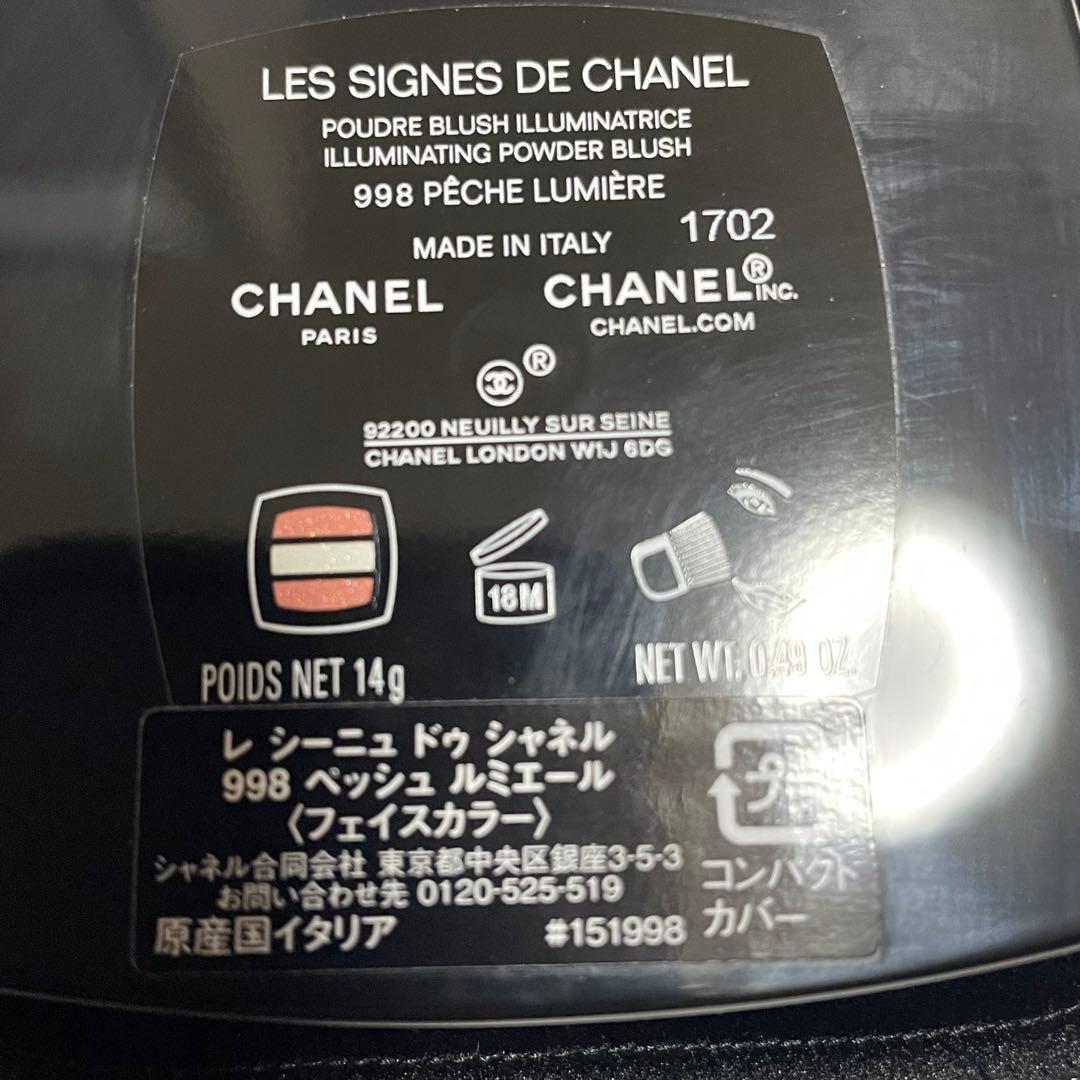 LES SIGNES DE CHANEL
POUDRE BLUSH ILLUMINATRICE
ILLUMINATING POWDER BLUSH
998 PÊCHE LUMIÈRE
MADE IN ITALY 1702
CHANEL
PARIS
CHANEL® INC.
CHANEL.COM
®
92200 NEUILLY SUR SEINE
CHANEL LONDON W1J 6DG
18M
POIDS NET 14g
NET WT. 0.49 OZ.
レ シーニュ ドゥ シャネル
998 ペッシュ ルミエール
〈フェイスカラー〉
シャネル合同会社 東京都中央区銀座3-5-3
お問い合わせ先 0120-525-519
原産国イタリア #151998
プ
コンパクト
カバー